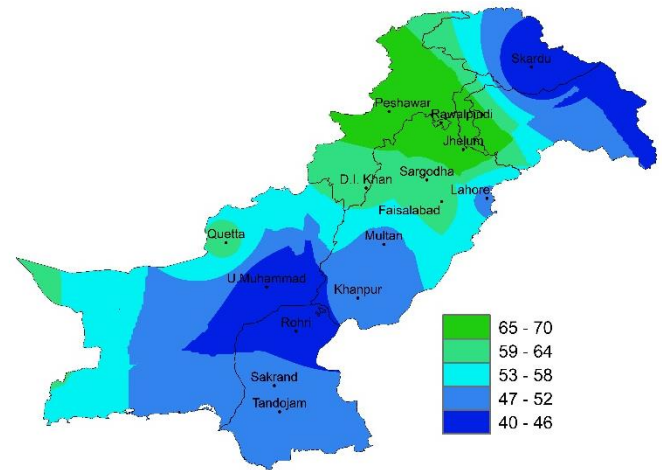 Skardu
Peshawar
Rawalpindi
Jhelum
Sargodha
D.I. Khan
Lahore
Faisalabad
Quetta
Multan
U.Muhammad
Khanpur
Rohri
Sakrand
Tandojam
65 - 70
59 - 64
53 - 58
47 - 52
40 - 46